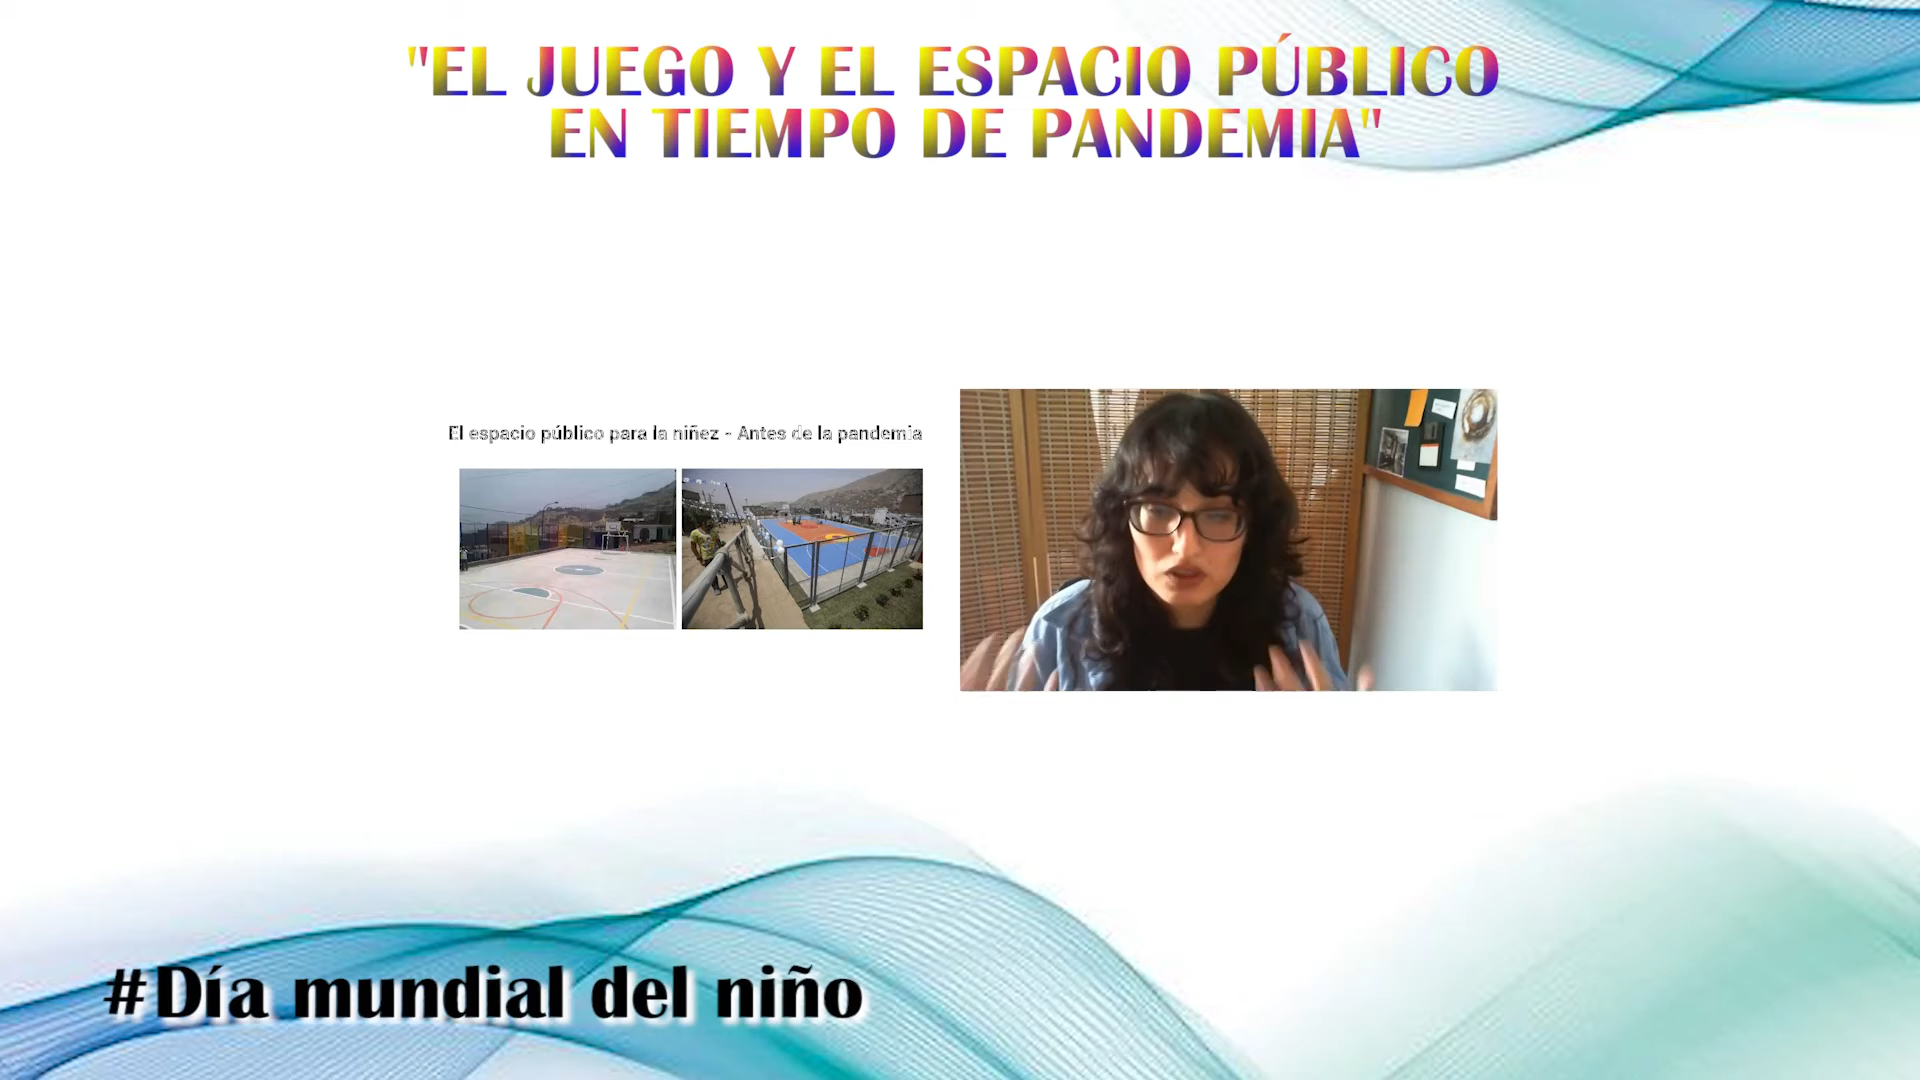 "EL JUEGO Y EL ESPACIO PÚBLICO
EN TIEMPO DE PANDEMIA"
El espacio público para la niñez - Antes de la pandemia
#Día mundial del niño